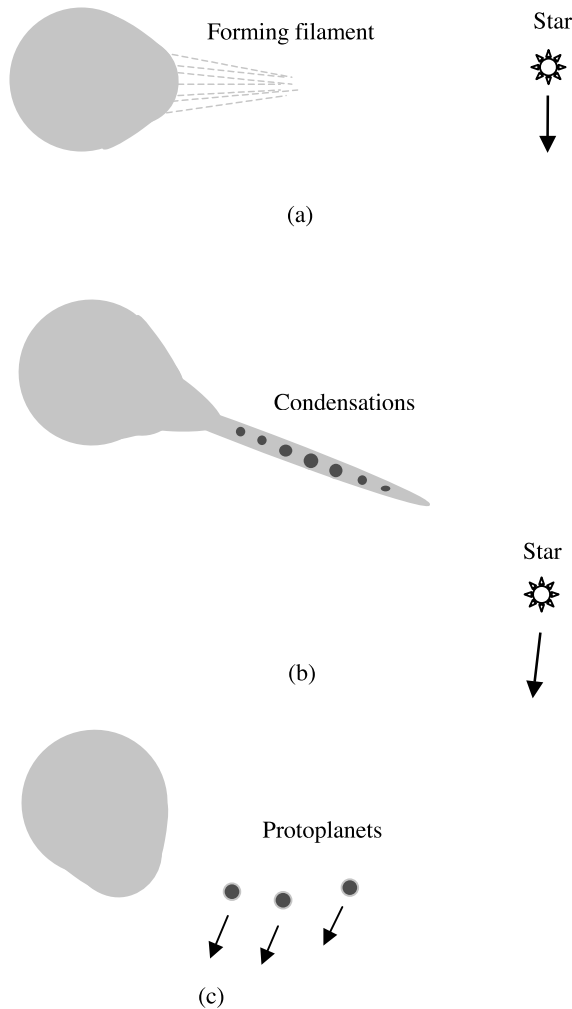 Star
Forming filament
(a)
Condensations
Star
(b)
Protoplanets
(c)